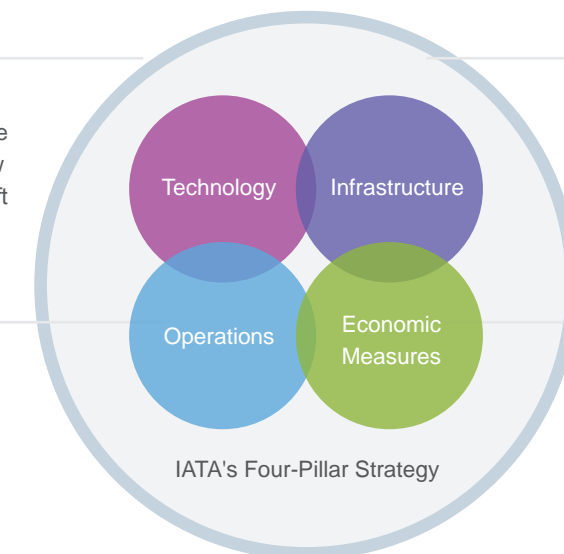 Technology
Infrastructure
Operations
Economic
Measures
IATA's Four-Pillar Strategy